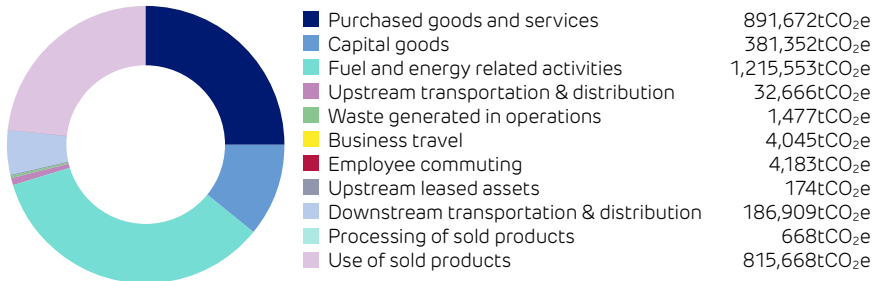 Purchased goods and services 891,672tCO₂e
Capital goods 381,352tCO₂e
Fuel and energy related activities 1,215,553tCO₂e
Upstream transportation & distribution 32,666tCO₂e
Waste generated in operations 1,477tCO₂e
Business travel 4,045tCO₂e
Employee commuting 4,183tCO₂e
Upstream leased assets 174tCO₂e
Downstream transportation & distribution 186,909tCO₂e
Processing of sold products 668tCO₂e
Use of sold products 815,668tCO₂e